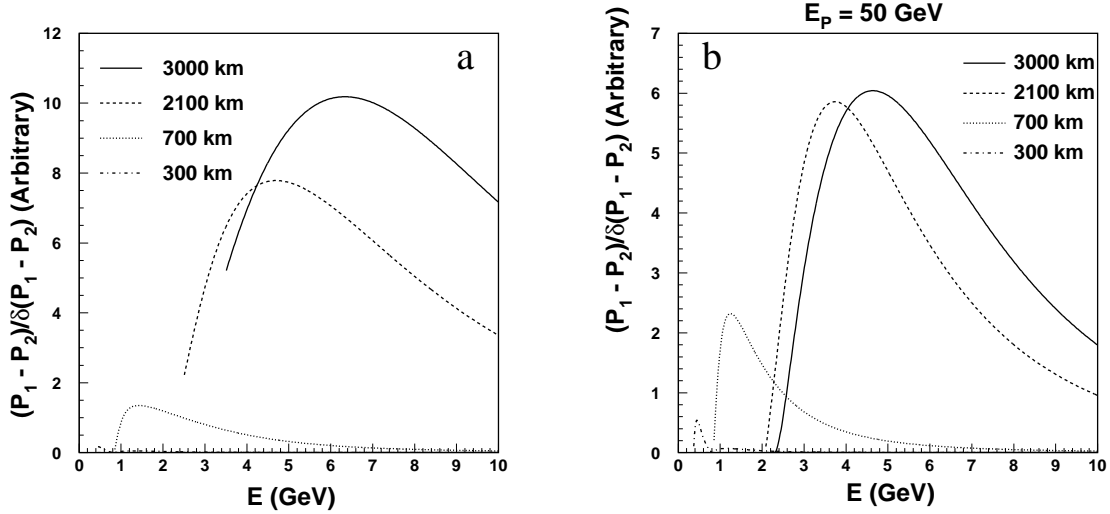 a
3000 km
2100 km
700 km
300 km
(P₁ - P₂)/δ(P₁ - P₂) (Arbitrary)
12
10
8
6
4
2
0
0 1 2 3 4 5 6 7 8 9 10
E (GeV)
E_P = 50 GeV
b
3000 km
2100 km
700 km
300 km
(P₁ - P₂)/δ(P₁ - P₂) (Arbitrary)
7
6
5
4
3
2
1
0
0 1 2 3 4 5 6 7 8 9 10
E (GeV)